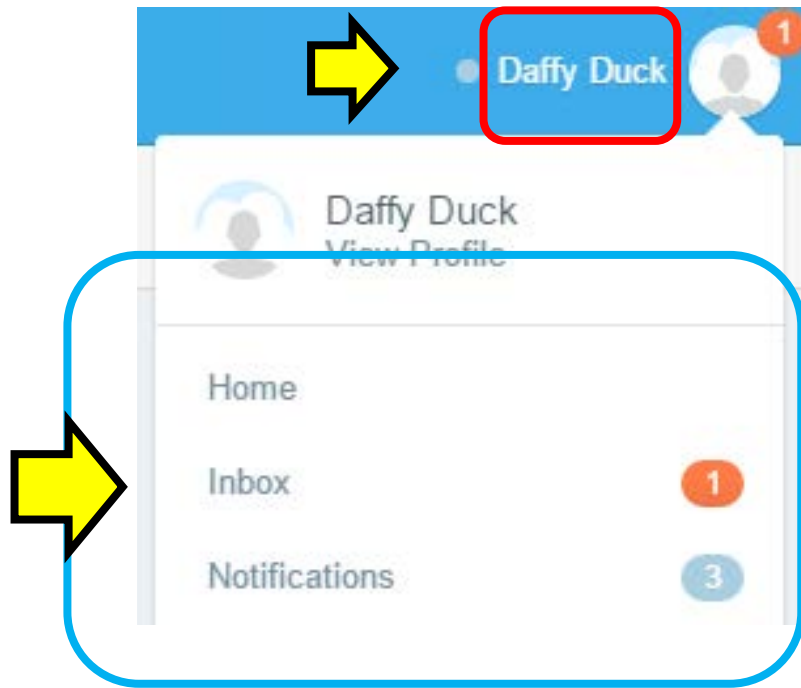 Daffy Duck
1
Daffy Duck
View Profile
Home
Inbox 1
Notifications 3